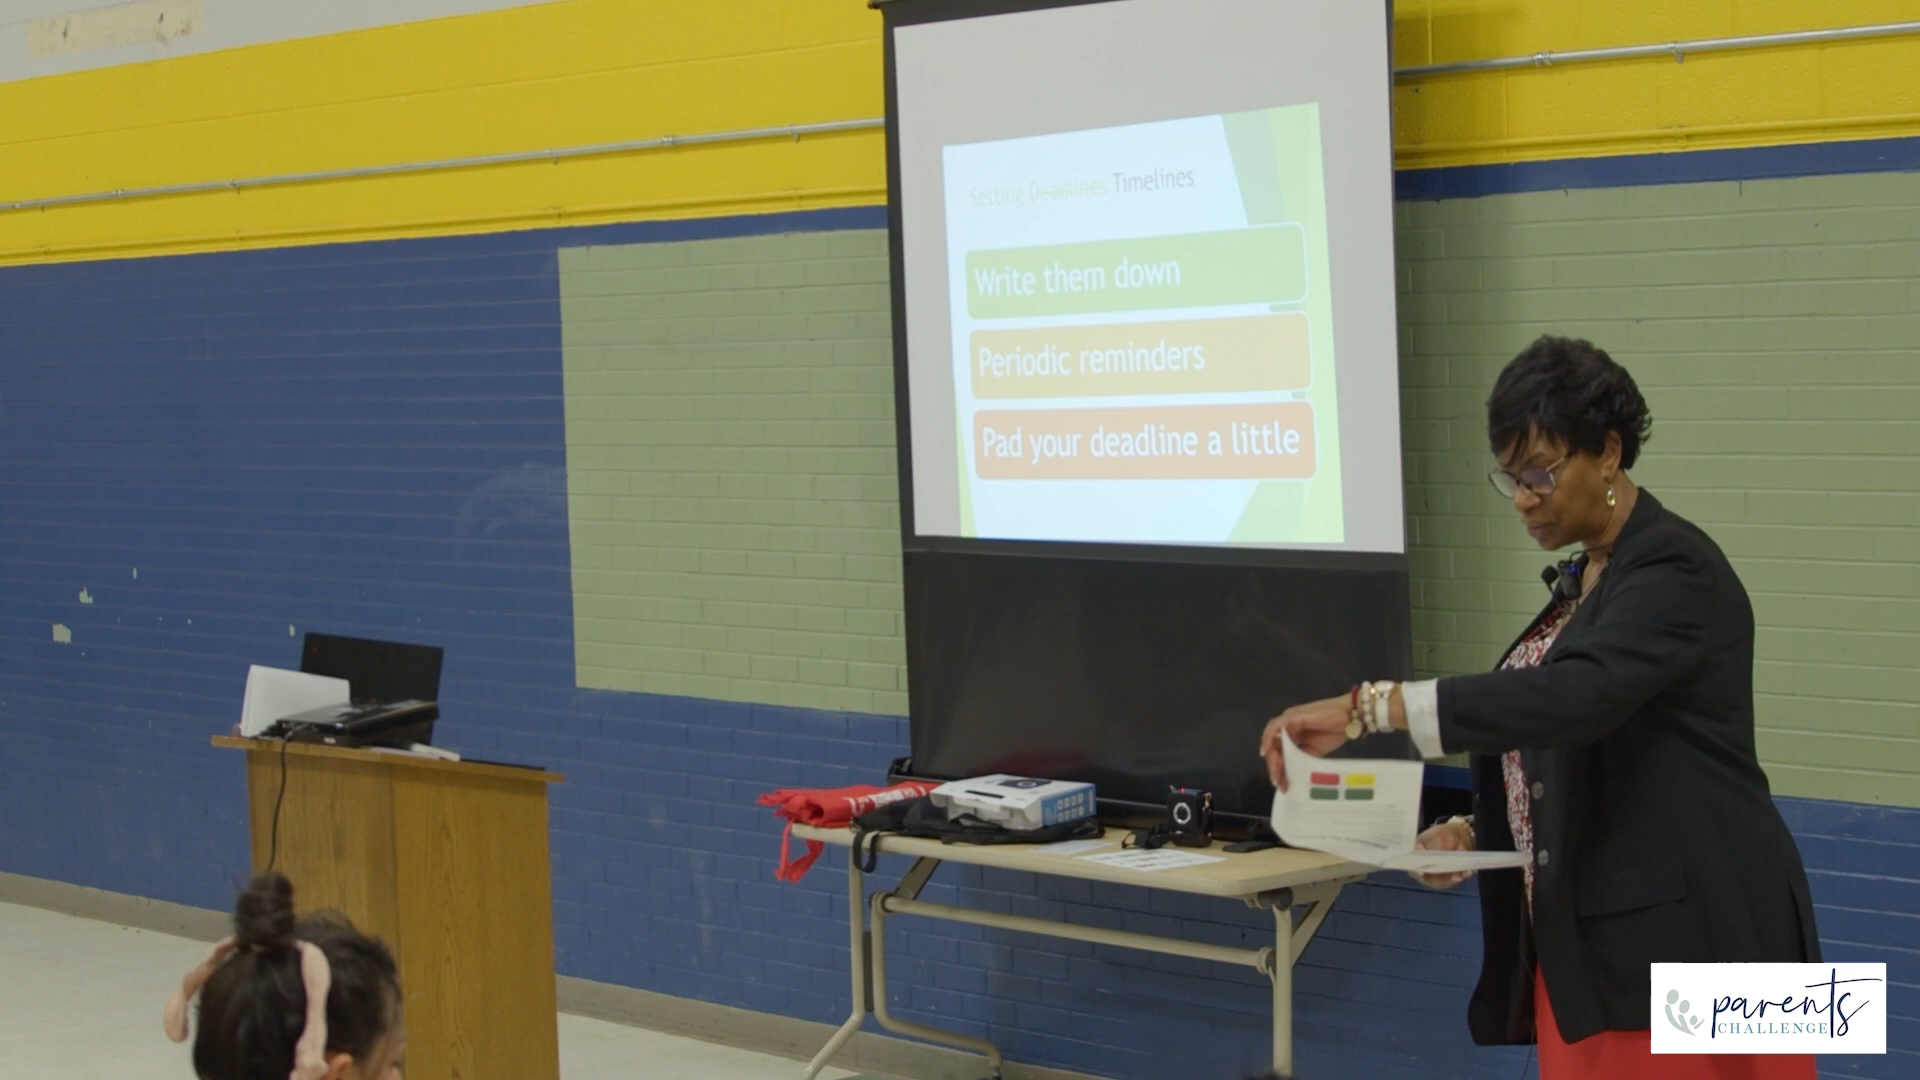 Setting Deadlines Timelines
Write them down
Periodic reminders
Pad your deadline a little
parents
CHALLENGE